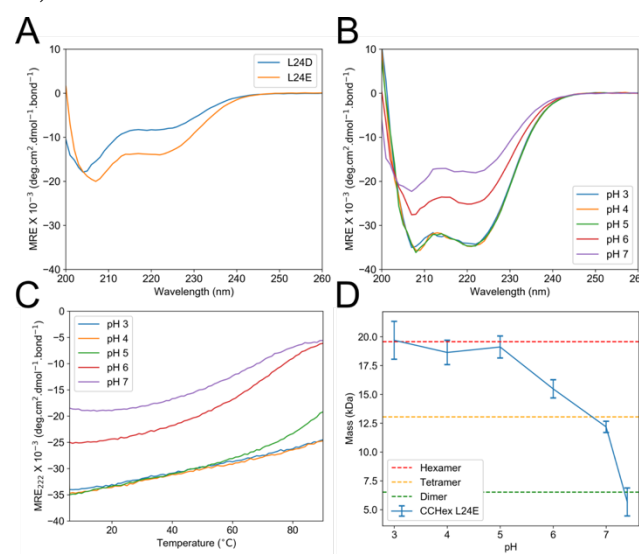 A
10
0
−10
−20
−30
−40
200
210
220
230
240
250
260
MRE X 10⁻³ (deg.cm².dmol⁻¹.bond⁻¹)
Wavelength (nm)
L24D
L24E
B
10
0
−10
−20
−30
−40
200
210
220
230
240
250
260
MRE X 10⁻³ (deg.cm².dmol⁻¹.bond⁻¹)
Wavelength (nm)
pH 3
pH 4
pH 5
pH 6
pH 7
C
−5
−10
−15
−20
−25
−30
−35
−40
20
40
60
80
MRE₂₂₂ X 10⁻³ (deg.cm².dmol⁻¹.bond⁻¹)
Temperature (°C)
pH 3
pH 4
pH 5
pH 6
pH 7
D
20.0
17.5
15.0
12.5
10.0
7.5
5.0
3
4
5
6
7
Mass (kDa)
pH
Hexamer
Tetramer
Dimer
CCHex L24E